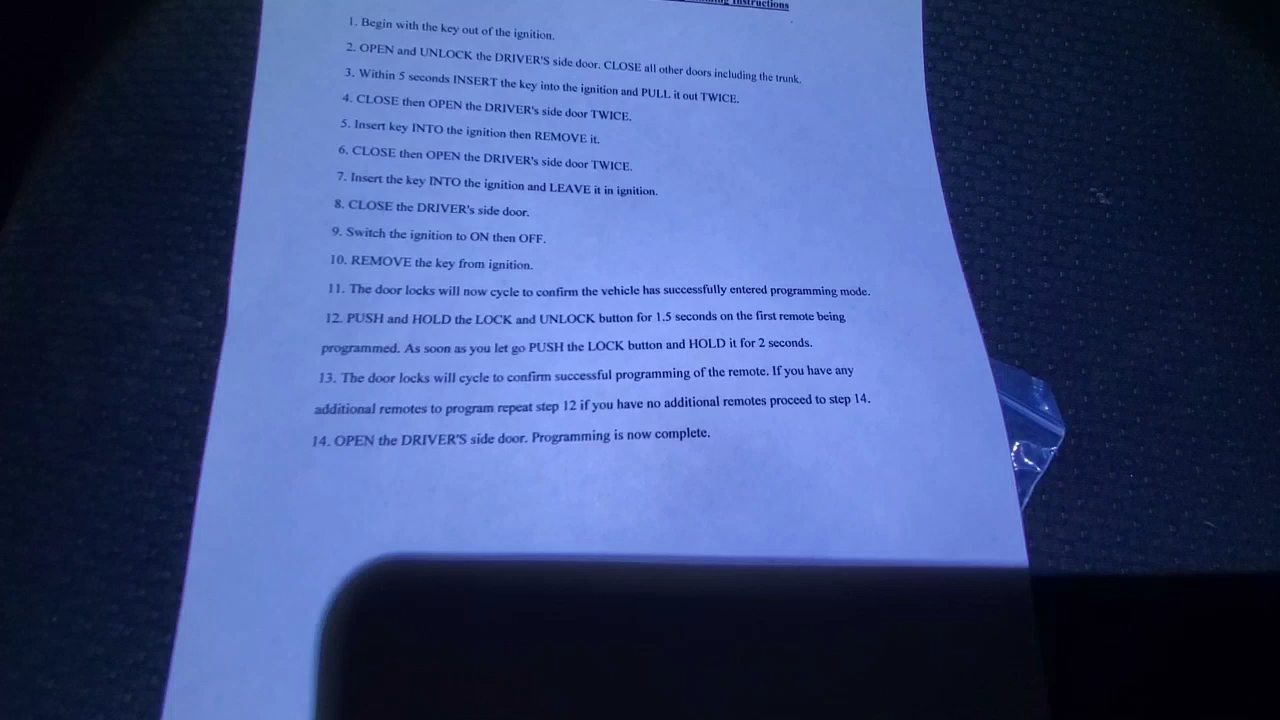 Instructions
1. Begin with the key out of the ignition.
2. OPEN and UNLOCK the DRIVER'S side door. CLOSE all other doors including the trunk.
3. Within 5 seconds INSERT the key into the ignition and PULL it out TWICE.
4. CLOSE then OPEN the DRIVER's side door TWICE.
5. Insert key INTO the ignition then REMOVE it.
6. CLOSE then OPEN the DRIVER's side door TWICE.
7. Insert the key INTO the ignition and LEAVE it in ignition.
8. CLOSE the DRIVER's side door.
9. Switch the ignition to ON then OFF.
10. REMOVE the key from ignition.
11. The door locks will now cycle to confirm the vehicle has successfully entered programming mode.
12. PUSH and HOLD the LOCK and UNLOCK button for 1.5 seconds on the first remote being
programmed. As soon as you let go PUSH the LOCK button and HOLD it for 2 seconds.
13. The door locks will cycle to confirm successful programming of the remote. If you have any
additional remotes to program repeat step 12 if you have no additional remotes proceed to step 14.
14. OPEN the DRIVER'S side door. Programming is now complete.